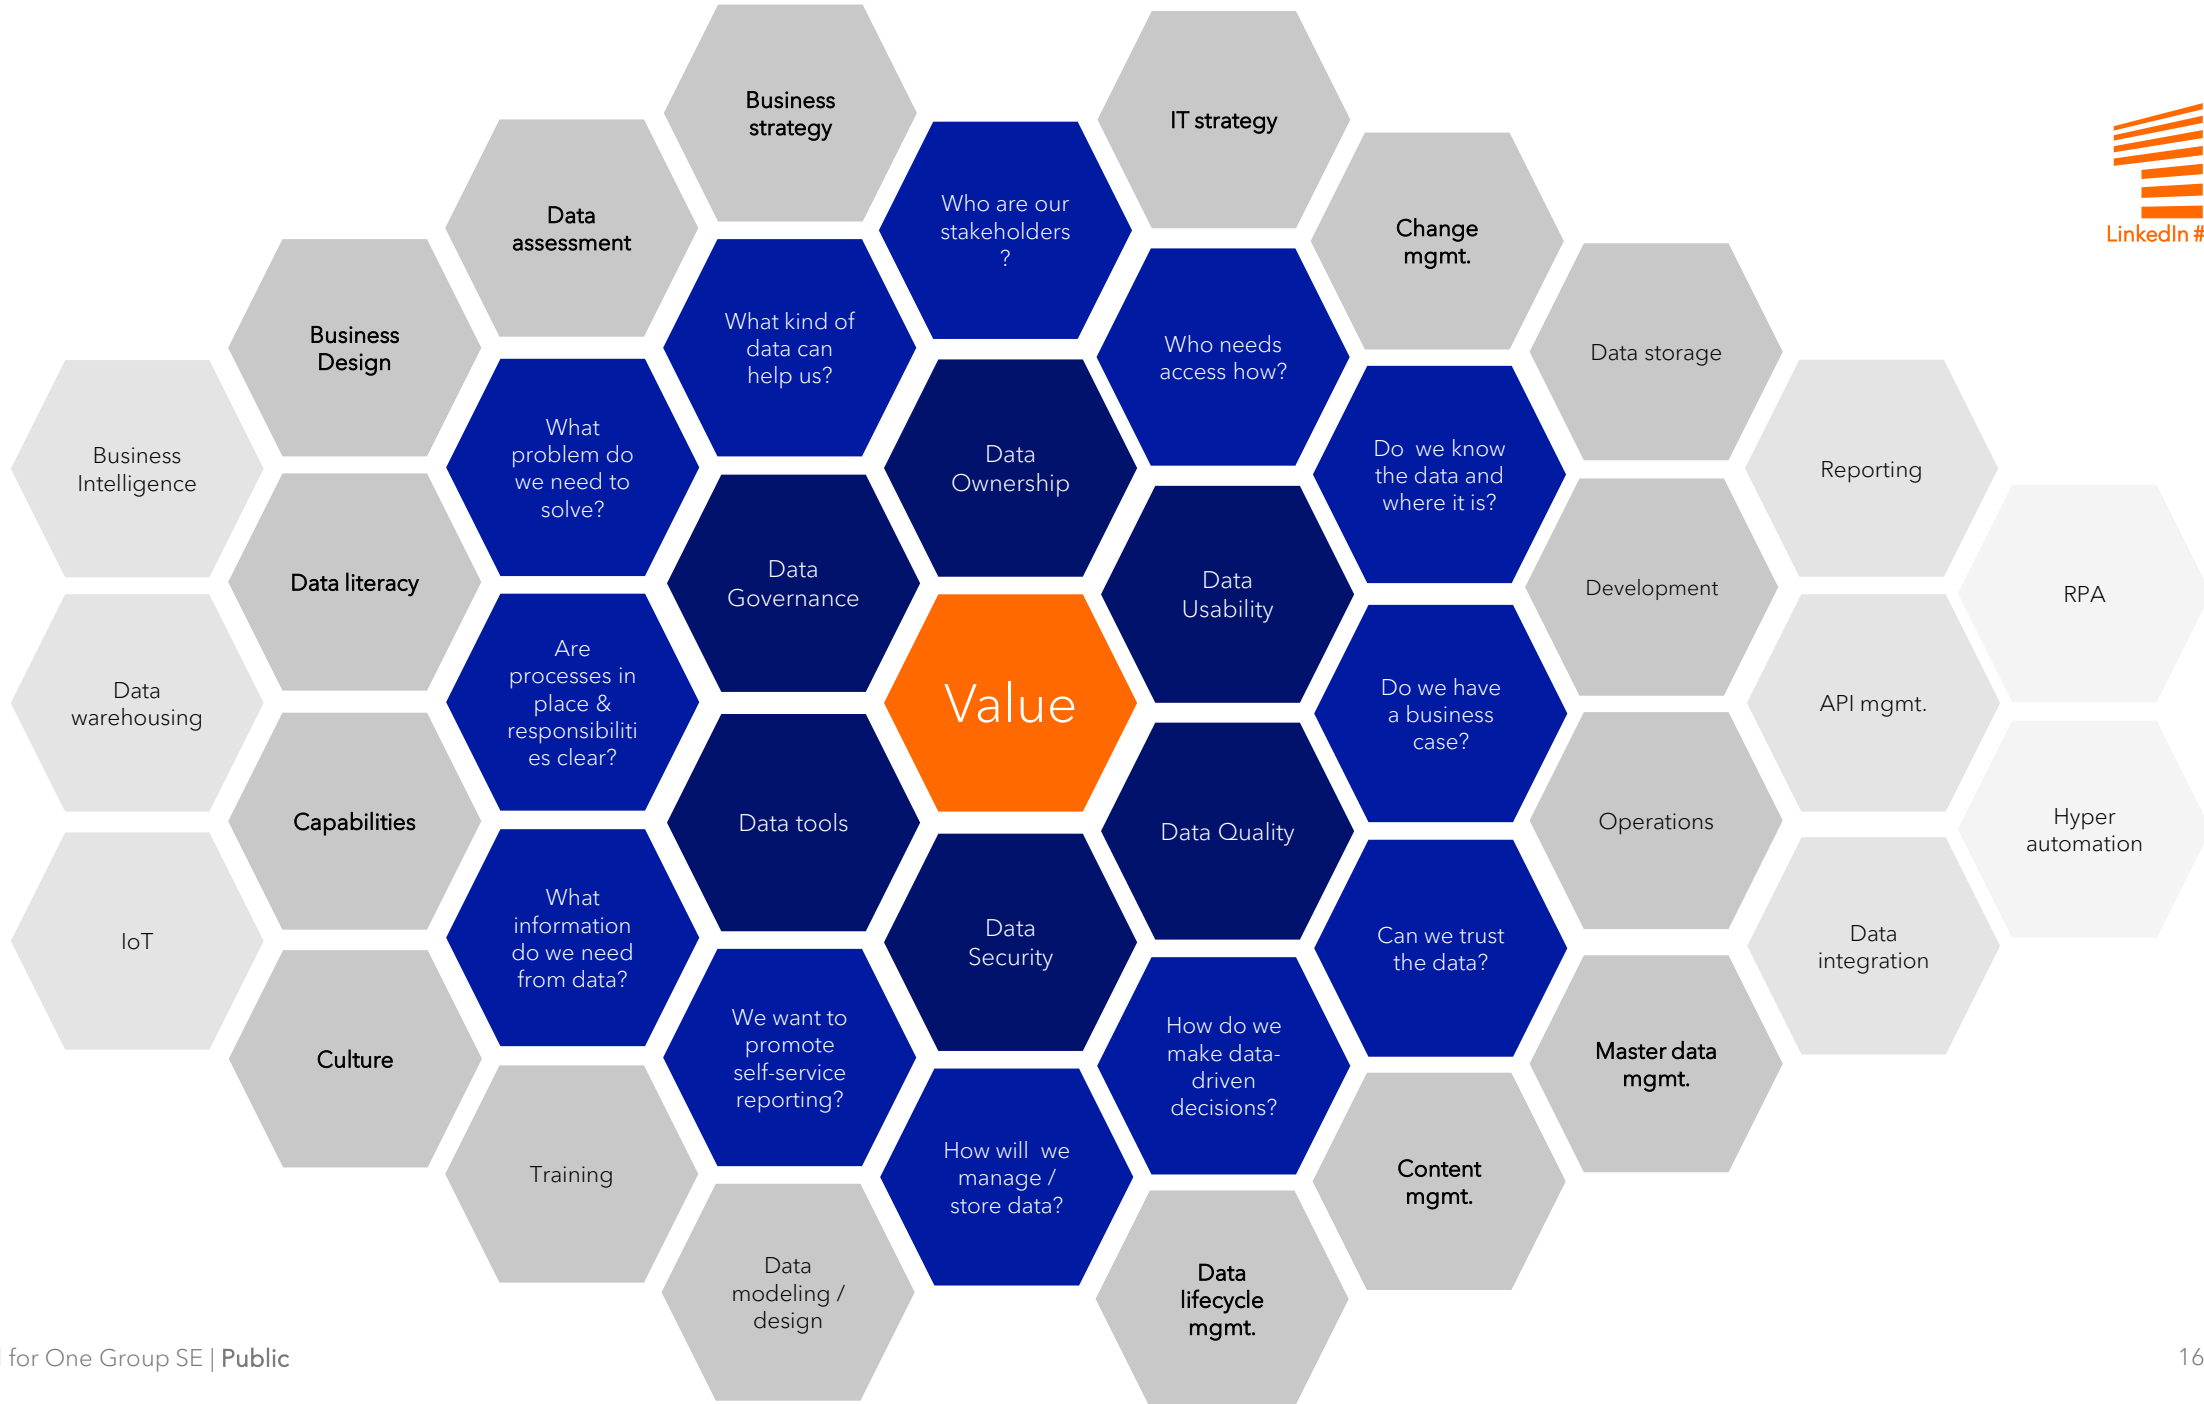 Business
strategy
IT strategy
Data
assessment
Who are our
stakeholders
?
Change
mgmt.
LinkedIn #
Business
Design
What kind of
data can
help us?
Who needs
access how?
Data storage
Business
Intelligence
What
problem do
we need to
solve?
Data
Ownership
Do  we know
the data and
where it is?
Reporting
Data literacy
Data
Governance
Data
Usability
Development
RPA
Data
warehousing
Are
processes in
place &
responsibiliti
es clear?
Value
Do we have
a business
case?
API mgmt.
Capabilities
Data tools
Data Quality
Operations
Hyper
automation
IoT
What
information
do we need
from data?
Data
Security
Can we trust
the data?
Data
integration
Culture
We want to
promote
self-service
reporting?
How do we
make data-
driven
decisions?
Master data
mgmt.
Training
How will  we
manage /
store data?
Content
mgmt.
Data
modeling /
design
Data
lifecycle
mgmt.
for One Group SE | Public
16